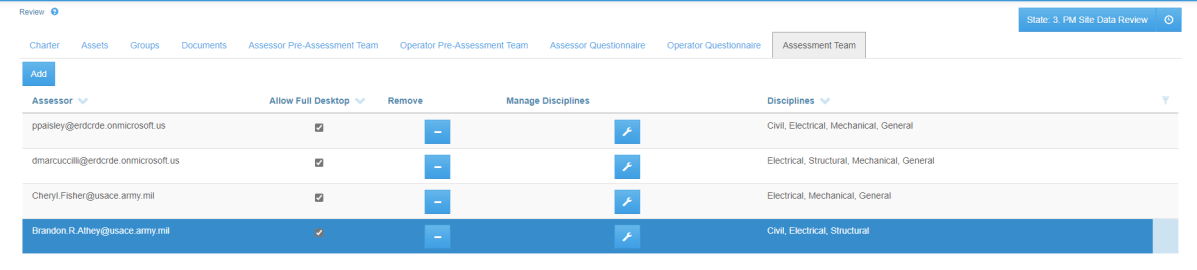 Review
State: 3. PM Site Data Review
Charter Assets Groups Documents Assessor Pre-Assessment Team Operator Pre-Assessment Team Assessor Questionnaire Operator Questionnaire Assessment Team
Add
Assessor Allow Full Desktop Remove Manage Disciplines Disciplines
ppaisley@erdcrde.onmicrosoft.us Civil, Electrical, Mechanical, General
dmarcuccilli@erdcrde.onmicrosoft.us Electrical, Structural, Mechanical, General
Cheryl.Fisher@usace.army.mil Electrical, Mechanical, General
Brandon.R.Athey@usace.army.mil Civil, Electrical, Structural